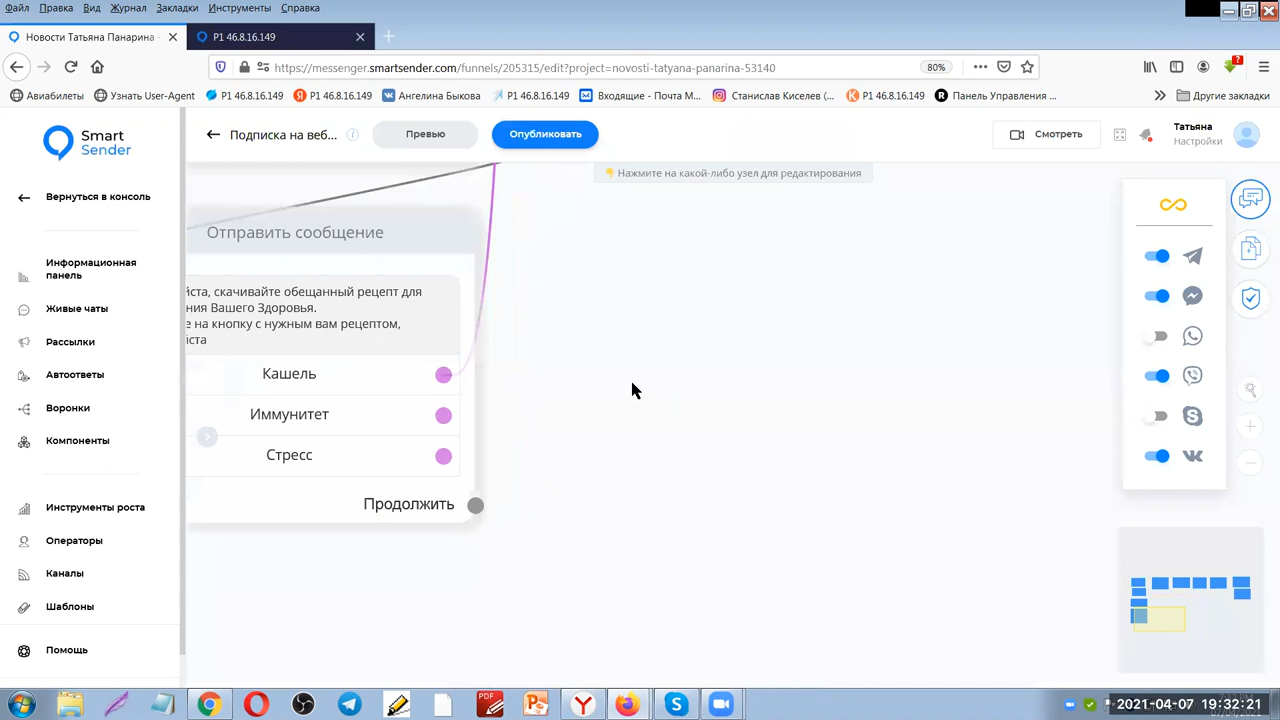 Файл Правка Вид Журнал Закладки Инструменты Справка
Новости Татьяна Панарина -
P1 46.8.16.149
https://messenger.smartsender.com/funnels/205315/edit?project=novosti-tatyana-panarina-53140
80%
Авиабилеты
Узнать User-Agent
P1 46.8.16.149
P1 46.8.16.149
Ангелина Быкова
P1 46.8.16.149
Входящие - Почта M...
Станислав Киселев (...
P1 46.8.16.149
Панель Управления ...
Другие закладки
Smart
Sender
Подписка на веб...
Превью
Опубликовать
Смотреть
Татьяна
Настройки
Нажмите на какой-либо узел для редактирования
Вернуться в консоль
Информационная
панель
Живые чаты
Рассылки
Автоответы
Воронки
Компоненты
Инструменты роста
Операторы
Каналы
Шаблоны
Помощь
Отправить сообщение
йста, скачивайте обещанный рецепт для
ния Вашего Здоровья.
е на кнопку с нужным вам рецептом,
йста
Кашель
Иммунитет
Стресс
Продолжить
2021-04-07 19:32:21